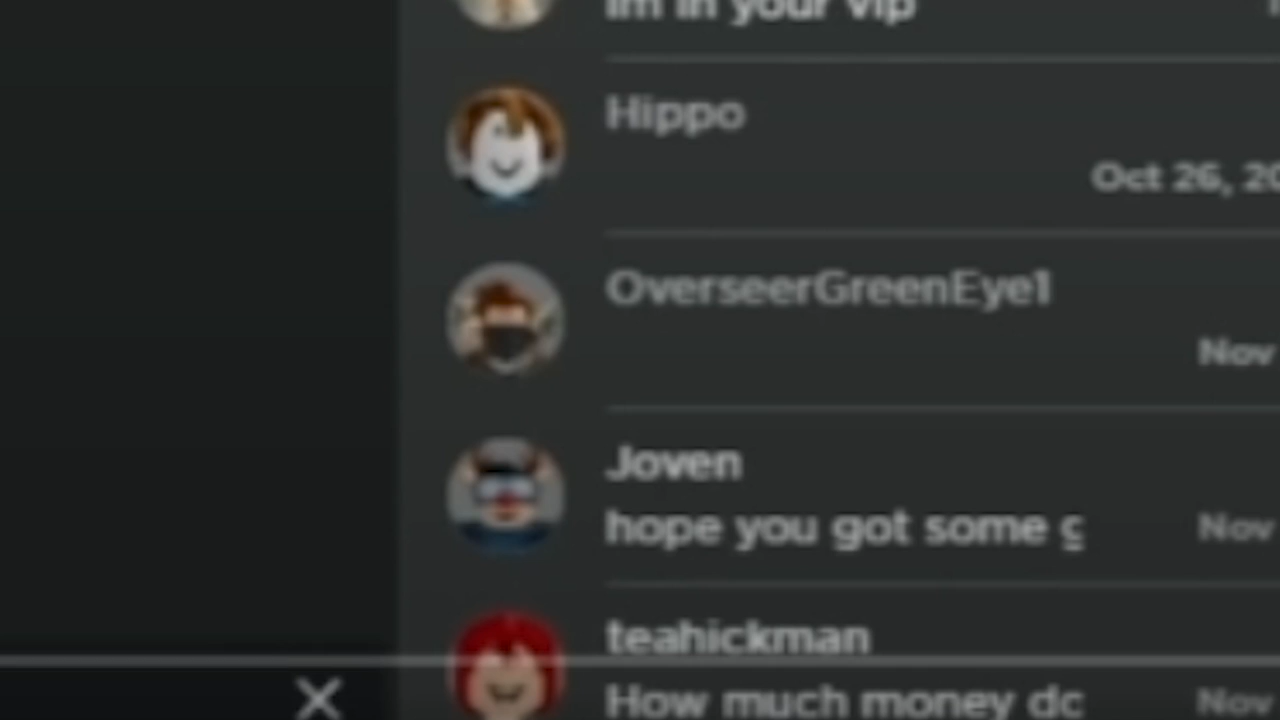 Im in your vip
Hippo
Oct 26, 20
OverseerGreenEye1
Nov
Joven
hope you got some g
Nov
teahickman
How much money do
Nov